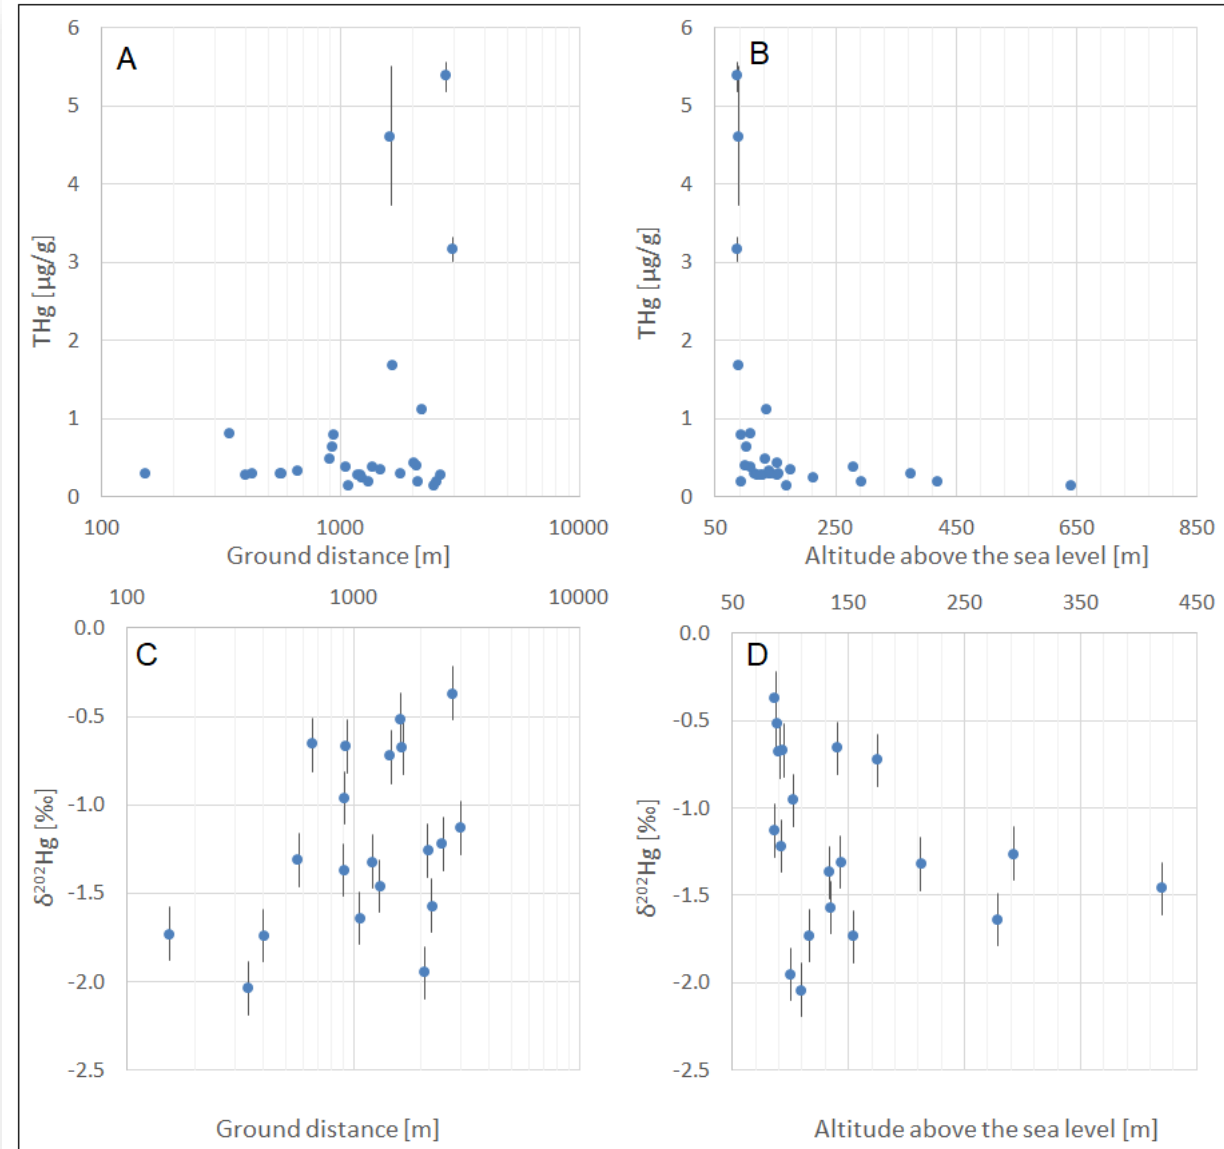 A
6
5
4
3
2
1
0
THg [µg/g]
100 1000 10000
Ground distance [m]
B
6
5
4
3
2
1
0
THg [µg/g]
50 250 450 650 850
Altitude above the sea level [m]
100 1000 10000
C
0.0
-0.5
-1.0
-1.5
-2.0
-2.5
δ²⁰²Hg [‰]
Ground distance [m]
50 150 250 350 450
D
0.0
-0.5
-1.0
-1.5
-2.0
-2.5
δ²⁰²Hg [‰]
Altitude above the sea level [m]